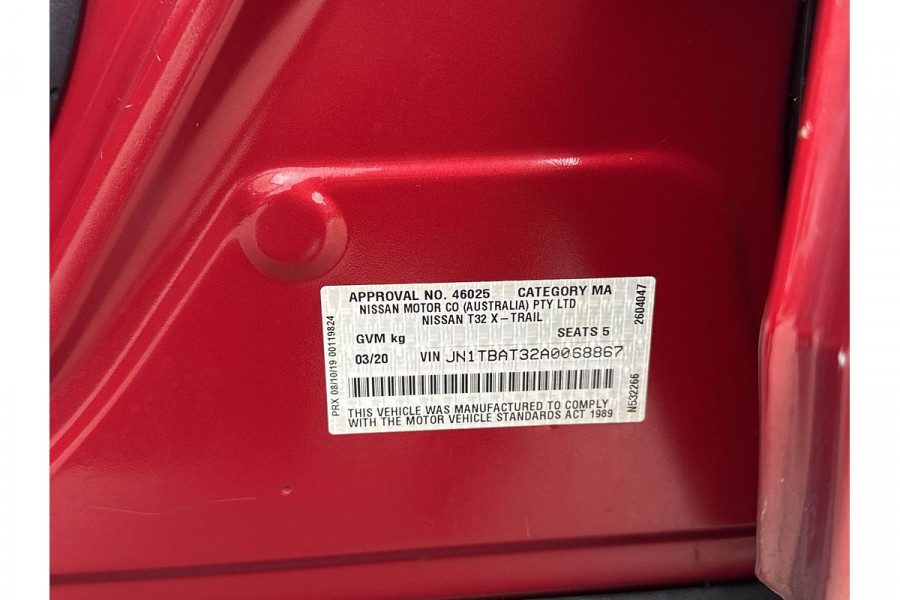 APPROVAL NO. 46025 CATEGORY MA
NISSAN MOTOR CO (AUSTRALIA) PTY LTD
NISSAN T32 X-TRAIL
GVM kg SEATS 5
03/20 VIN JN1TBAT32A0068867
THIS VEHICLE WAS MANUFACTURED TO COMPLY
WITH THE MOTOR VEHICLE STANDARDS ACT 1989
PRX 08/10/19 00119824
2604047
N532266